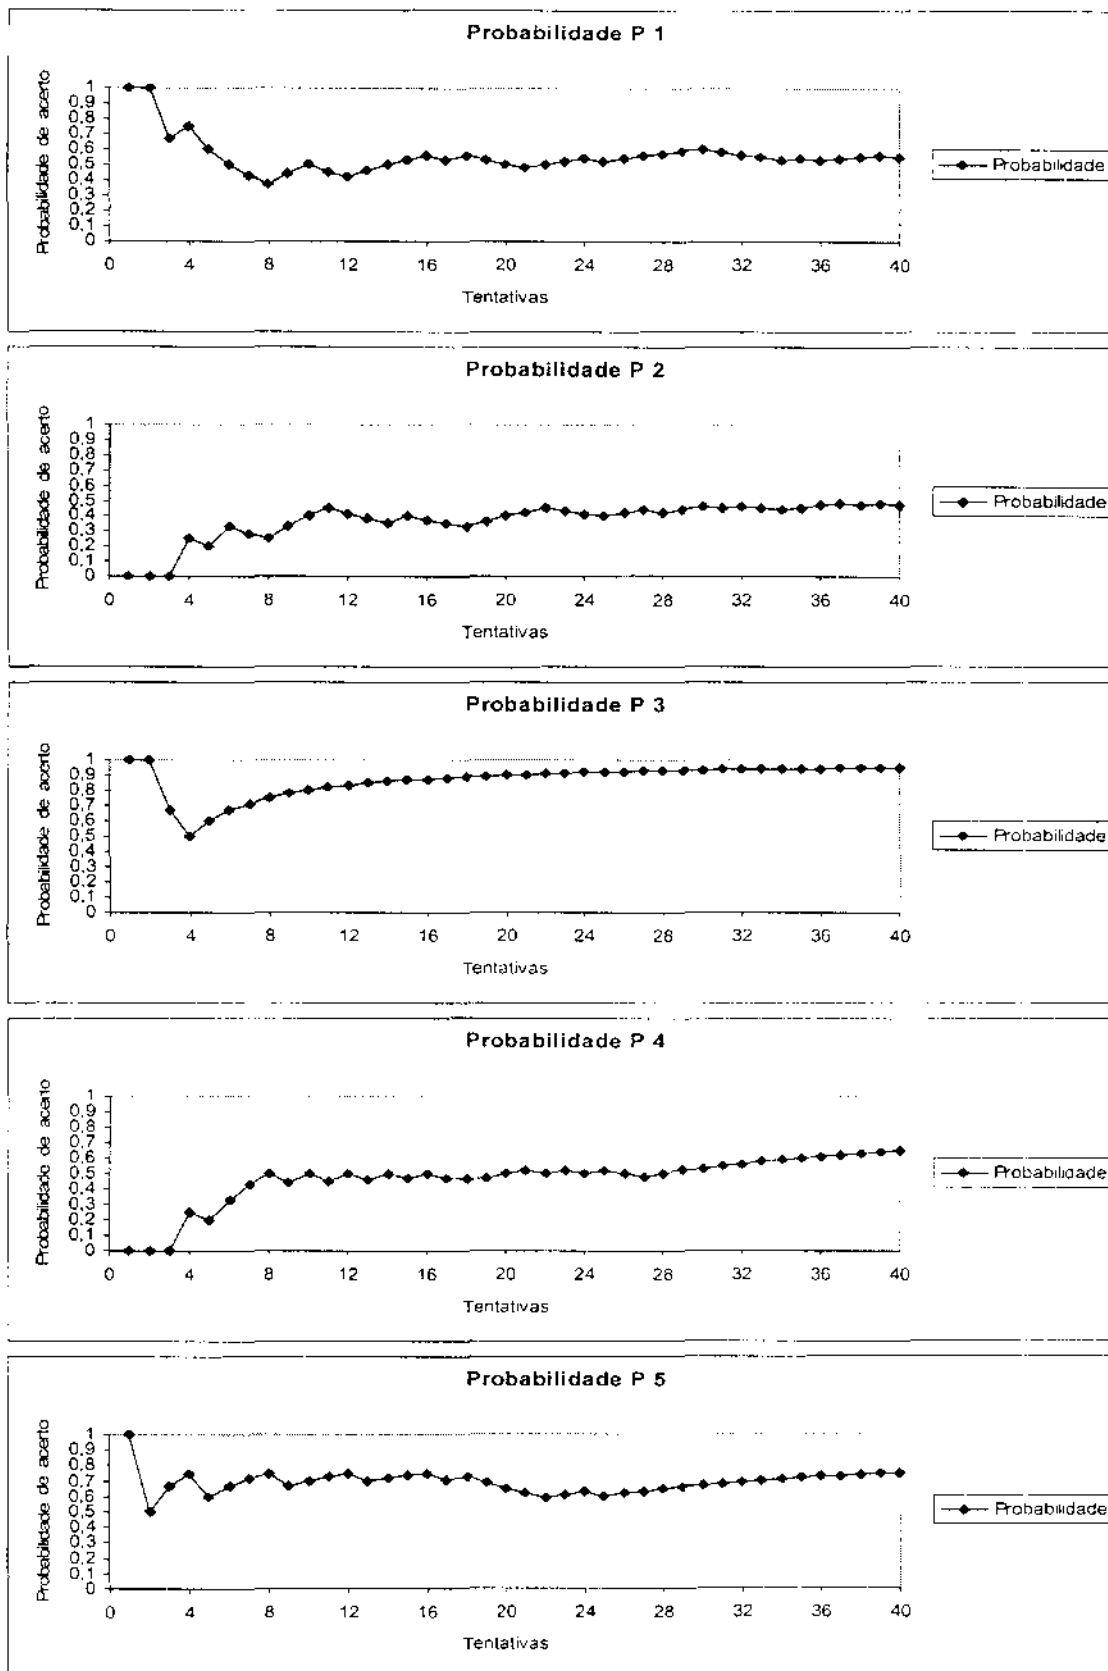 Probabilidade P 1
Probabilidade de acerto
1
0,9
0,8
0,7
0,6
0,5
0,4
0,3
0,2
0,1
0
0 4 8 12 16 20 24 28 32 36 40
Tentativas
Probabilidade
Probabilidade P 2
Probabilidade de acerto
1
0,9
0,8
0,7
0,6
0,5
0,4
0,3
0,2
0,1
0
0 4 8 12 16 20 24 28 32 36 40
Tentativas
Probabilidade
Probabilidade P 3
Probabilidade de acerto
1
0,9
0,8
0,7
0,6
0,5
0,4
0,3
0,2
0,1
0
0 4 8 12 16 20 24 28 32 36 40
Tentativas
Probabilidade
Probabilidade P 4
Probabilidade de acerto
1
0,9
0,8
0,7
0,6
0,5
0,4
0,3
0,2
0,1
0
0 4 8 12 16 20 24 28 32 36 40
Tentativas
Probabilidade
Probabilidade P 5
Probabilidade de acerto
1
0,9
0,8
0,7
0,6
0,5
0,4
0,3
0,2
0,1
0
0 4 8 12 16 20 24 28 32 36 40
Tentativas
Probabilidade